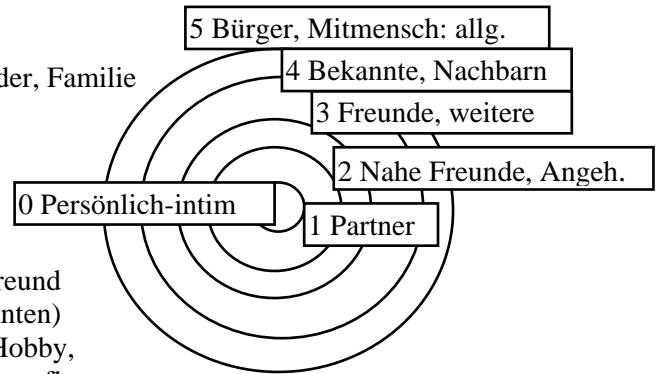 5 Bürger, Mitmensch: allg.
4 Bekannte, Nachbarn
der, Familie
3 Freunde, weitere
2 Nahe Freunde, Angeh.
0 Persönlich-intim
1 Partner
reund
nten)
Hobby,